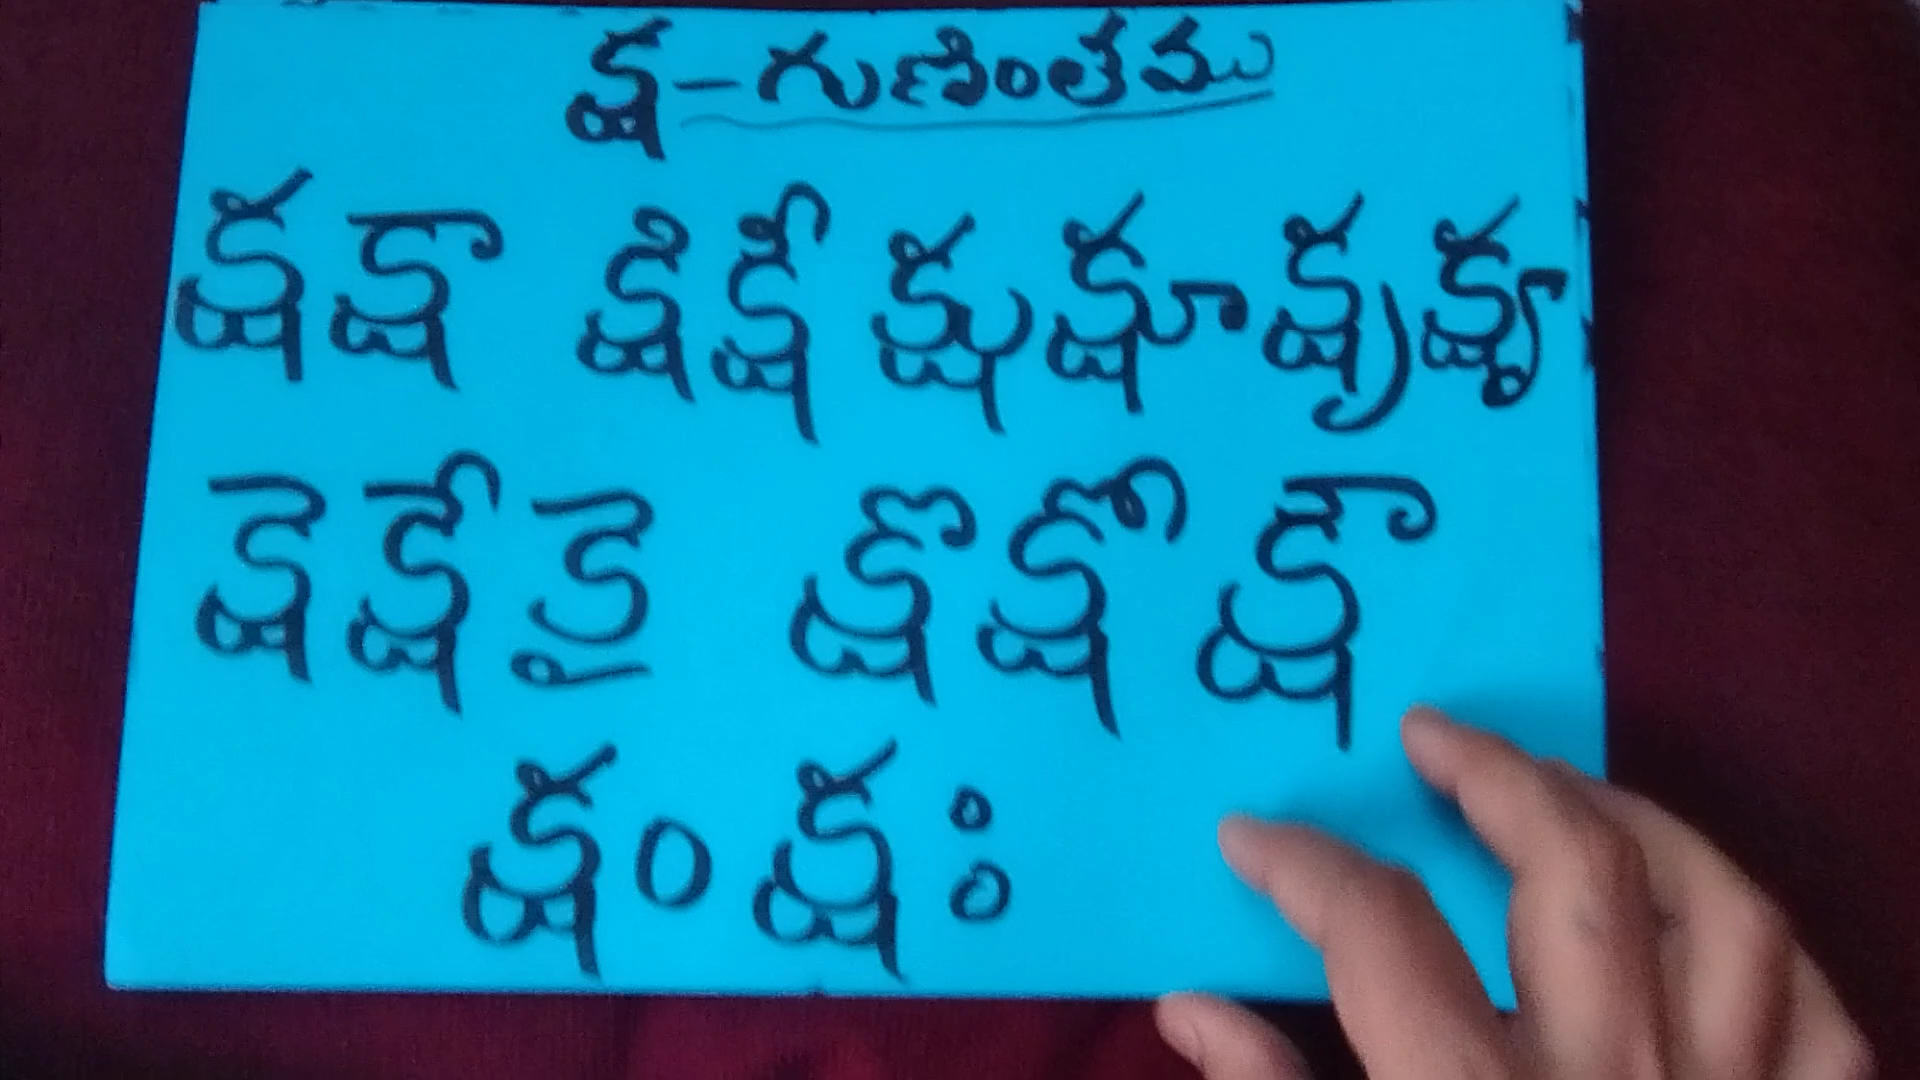 క్ష-గుణింతము
క్ష క్షా క్షి క్షీ క్షు క్షూ క్షృ క్షౄ
క్షె క్షే క్షై క్షొ క్షో క్షౌ
క్షం క్షః